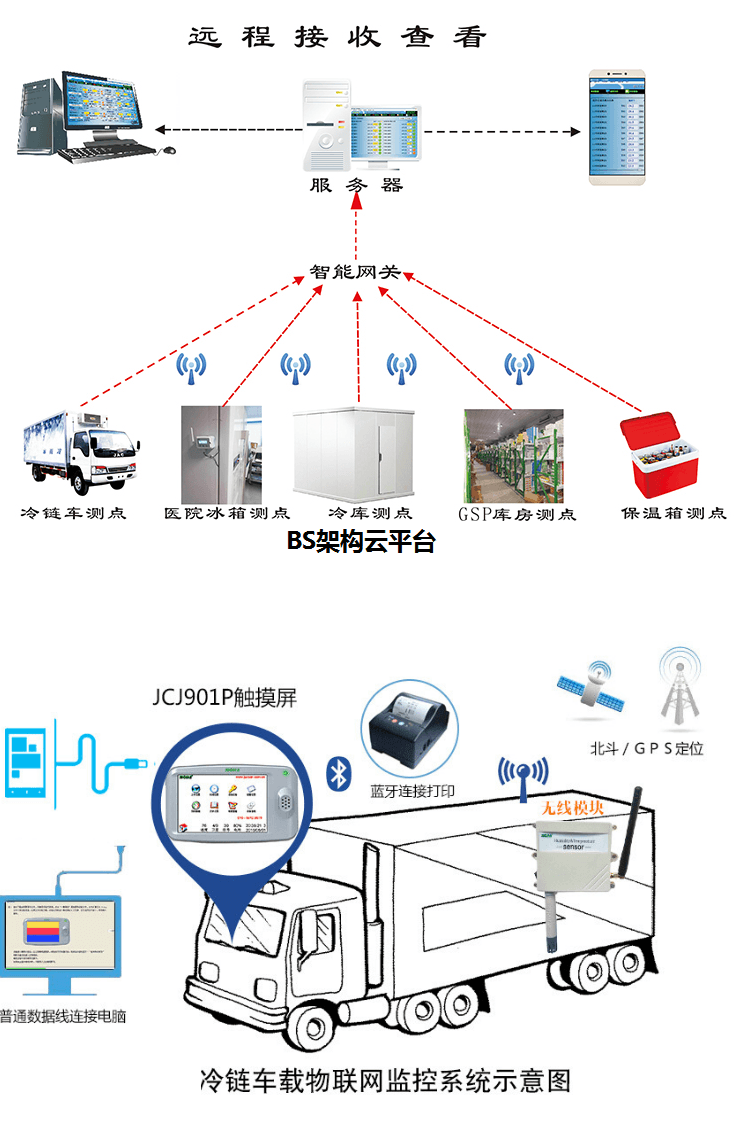 远程接收查看
服务器
智能网关
冷链车测点
医院冰箱测点
冷库测点
GSP库房测点
保温箱测点
BS架构云平台
JCJ901P触摸屏
北斗 / GPS定位
蓝牙连接打印
无线模块
sensor
普通数据线连接电脑
冷链车载物联网监控系统示意图